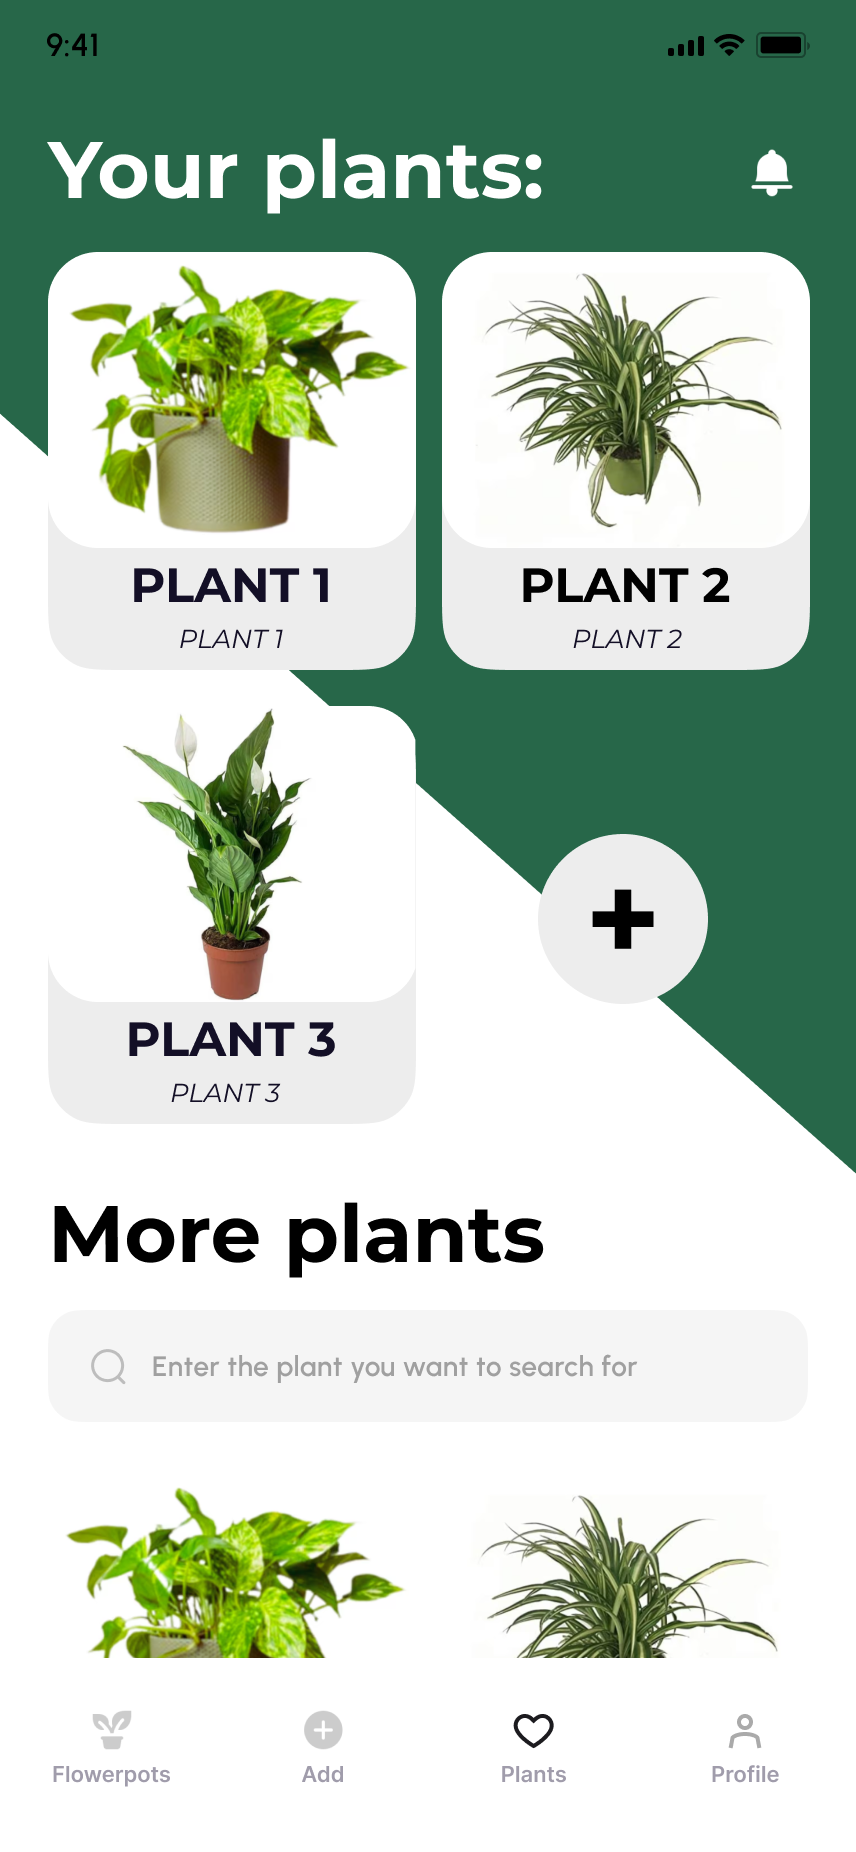 9:41
Your plants:
PLANT 1
PLANT 1
PLANT 2
PLANT 2
PLANT 3
PLANT 3
+
More plants
Enter the plant you want to search for
Flowerpots
Add
Plants
Profile